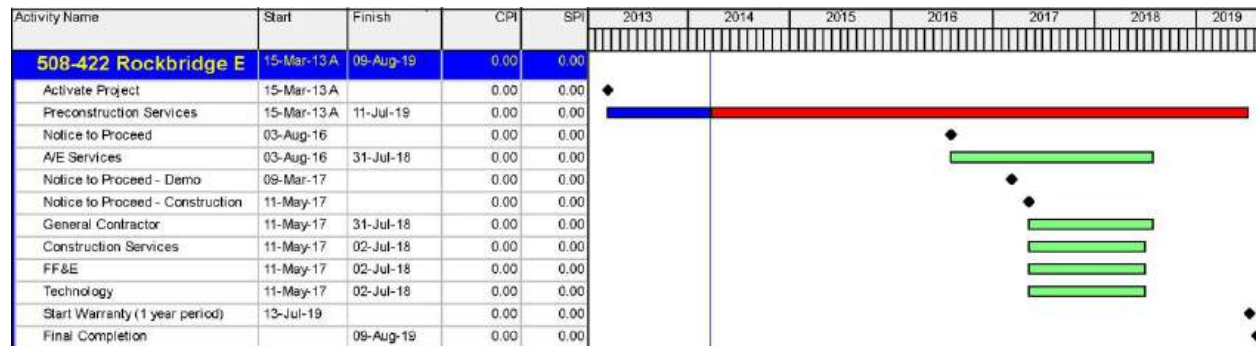 Activity Name Start Finish CPI SPI 2013 2014 2015 2016 2017 2018 2019
508-422 Rockbridge E 15-Mar-13 A 09-Aug-19 0.00 0.00
Activate Project 15-Mar-13 A 0.00 0.00
Preconstruction Services 15-Mar-13 A 11-Jul-19 0.00 0.00
Notice to Proceed 03-Aug-16 0.00 0.00
A/E Services 03-Aug-16 31-Jul-18 0.00 0.00
Notice to Proceed - Demo 09-Mar-17 0.00 0.00
Notice to Proceed - Construction 11-May-17 0.00 0.00
General Contractor 11-May-17 31-Jul-18 0.00 0.00
Construction Services 11-May-17 02-Jul-18 0.00 0.00
FF&E 11-May-17 02-Jul-18 0.00 0.00
Technology 11-May-17 02-Jul-18 0.00 0.00
Start Warranty (1 year period) 13-Jul-19 0.00 0.00
Final Completion 09-Aug-19 0.00 0.00